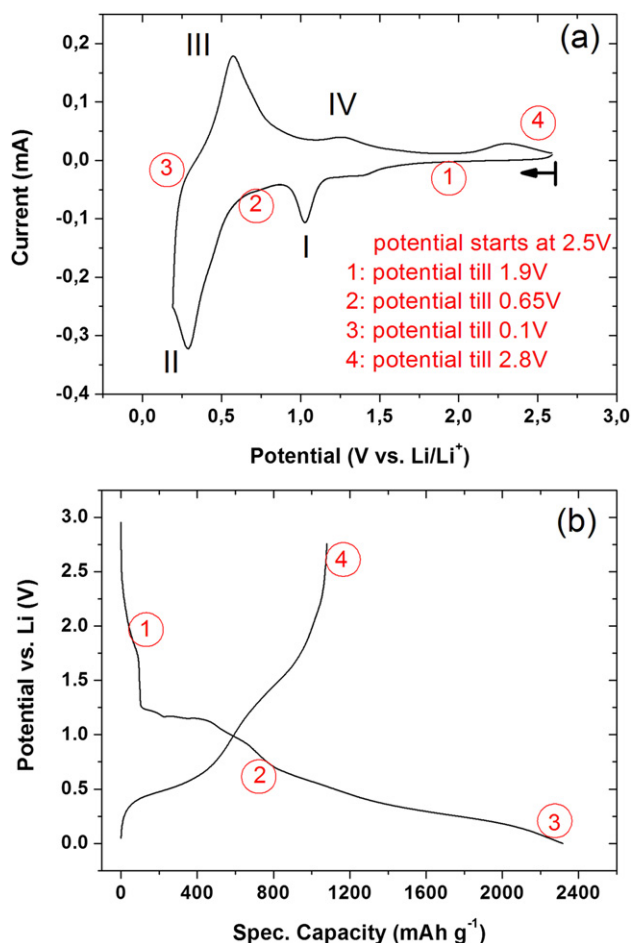 (a)
III
IV
I
II
1
2
3
4
potential starts at 2.5V
1: potential till 1.9V
2: potential till 0.65V
3: potential till 0.1V
4: potential till 2.8V
0,2
0,1
0,0
-0,1
-0,2
-0,3
-0,4
Current (mA)
0,0 0,5 1,0 1,5 2,0 2,5 3,0
Potential (V vs. Li/Li⁺)
(b)
1
2
3
4
3.0
2.5
2.0
1.5
1.0
0.5
0.0
Potential vs. Li (V)
0 400 800 1200 1600 2000 2400
Spec. Capacity (mAh g⁻¹)